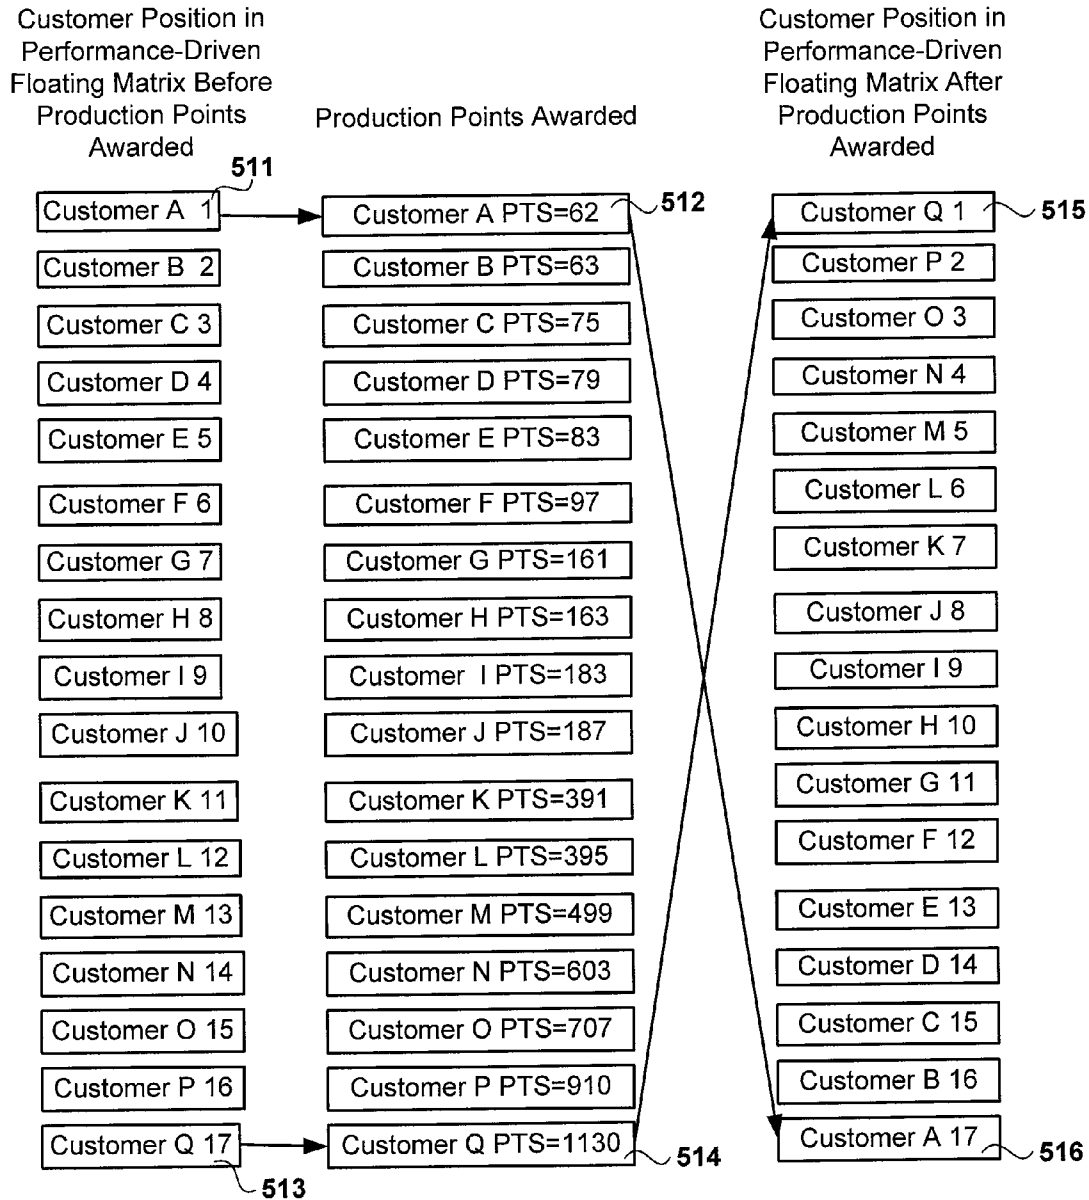 Customer Position in
Performance-Driven
Floating Matrix Before
Production Points
Awarded
511
Customer A 1
Customer B 2
Customer C 3
Customer D 4
Customer E 5
Customer F 6
Customer G 7
Customer H 8
Customer I 9
Customer J 10
Customer K 11
Customer L 12
Customer M 13
Customer N 14
Customer O 15
Customer P 16
Customer Q 17
513
Production Points Awarded
Customer A PTS=62
512
Customer B PTS=63
Customer C PTS=75
Customer D PTS=79
Customer E PTS=83
Customer F PTS=97
Customer G PTS=161
Customer H PTS=163
Customer I PTS=183
Customer J PTS=187
Customer K PTS=391
Customer L PTS=395
Customer M PTS=499
Customer N PTS=603
Customer O PTS=707
Customer P PTS=910
Customer Q PTS=1130
514
Customer Position in
Performance-Driven
Floating Matrix After
Production Points
Awarded
Customer Q 1
515
Customer P 2
Customer O 3
Customer N 4
Customer M 5
Customer L 6
Customer K 7
Customer J 8
Customer I 9
Customer H 10
Customer G 11
Customer F 12
Customer E 13
Customer D 14
Customer C 15
Customer B 16
Customer A 17
516